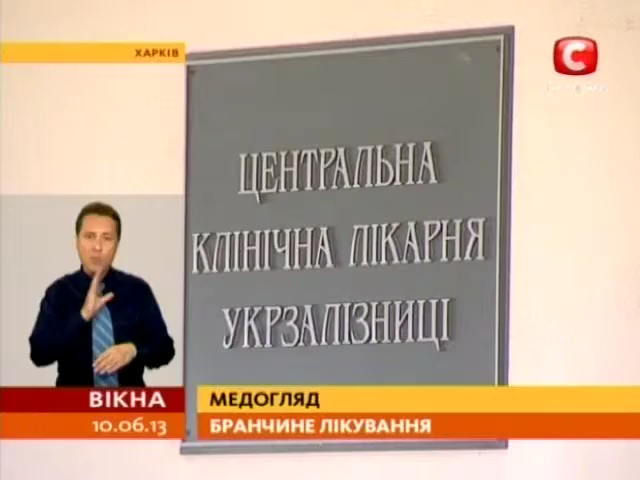 ХАРКІВ
С
ЦЕНТРАЛЬНА
КЛІНІЧНА ЛІКАРНЯ
УКРЗАЛІЗНИЦІ
ВІКНА
10.06.13
МЕДОГЛЯД
БРАНЧИНЕ ЛІКУВАННЯ